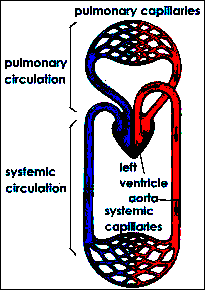 pulmonary capillaries
pulmonary
circulation
systemic
circulation
left
ventricle
aorta
systemic
capillaries